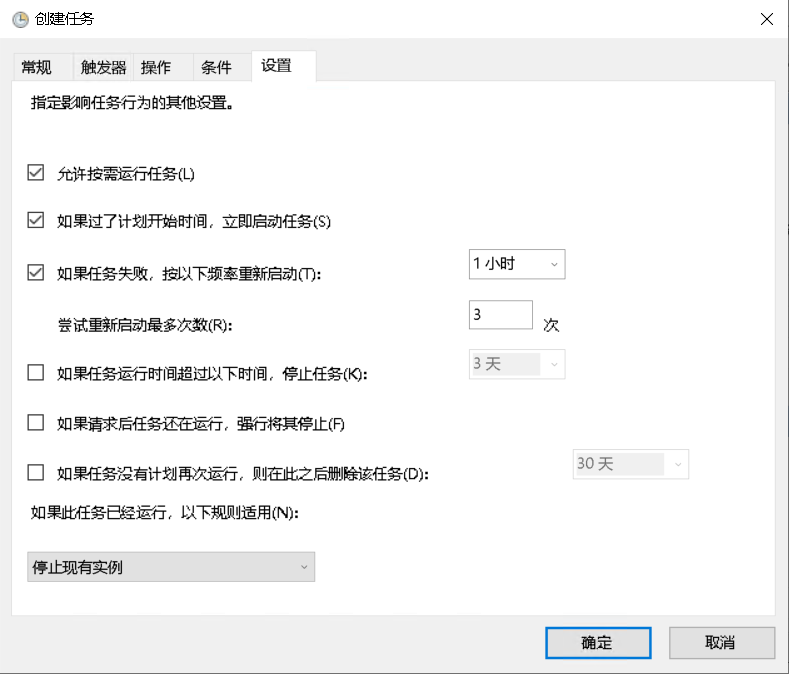 创建任务
常规 触发器 操作 条件 设置
指定影响任务行为的其他设置。
允许按需运行任务(L)
如果过了计划开始时间，立即启动任务(S)
如果任务失败，按以下频率重新启动(T): 1 小时
尝试重新启动最多次数(R): 3 次
如果任务运行时间超过以下时间，停止任务(K): 3 天
如果请求后任务还在运行，强行将其停止(F)
如果任务没有计划再次运行，则在此之后删除该任务(D): 30 天
如果此任务已经运行，以下规则适用(N):
停止现有实例
确定 取消